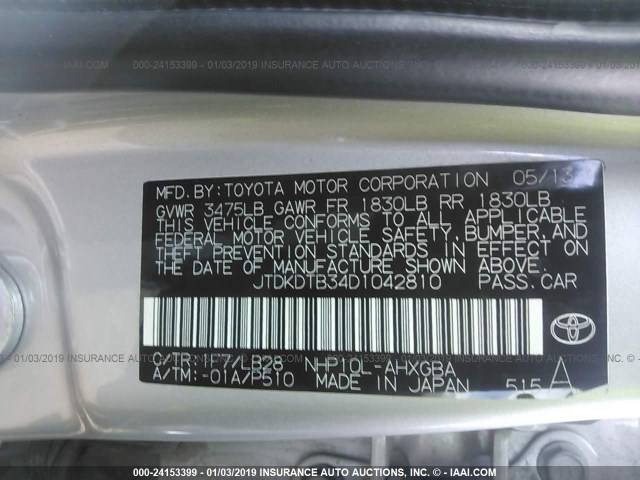 000-24153399 - 01/03/2019 INSURANCE AUTO AUCTIONS, INC. - © IAAI.COM
MFD. BY: TOYOTA MOTOR CORPORATION 05/13
GVWR 3475LB GAWR FR 1830LB RR 1830LB
THIS VEHICLE CONFORMS TO ALL APPLICABLE
FEDERAL MOTOR VEHICLE SAFETY, BUMPER, AND
THEFT PREVENTION STANDARDS IN EFFECT ON
THE DATE OF MANUFACTURE SHOWN ABOVE.
JTDKDTB34D1042810 PASS. CAR
C/TR: 1F7/LB28 NHP10L-AHXGBA
A/TM: -01A/P510 MADE IN JAPAN 515 A
TOYOTA
000-24153399 - 01/03/2019 INSURANCE AUTO AUCTIONS, INC. - © IAAI.COM